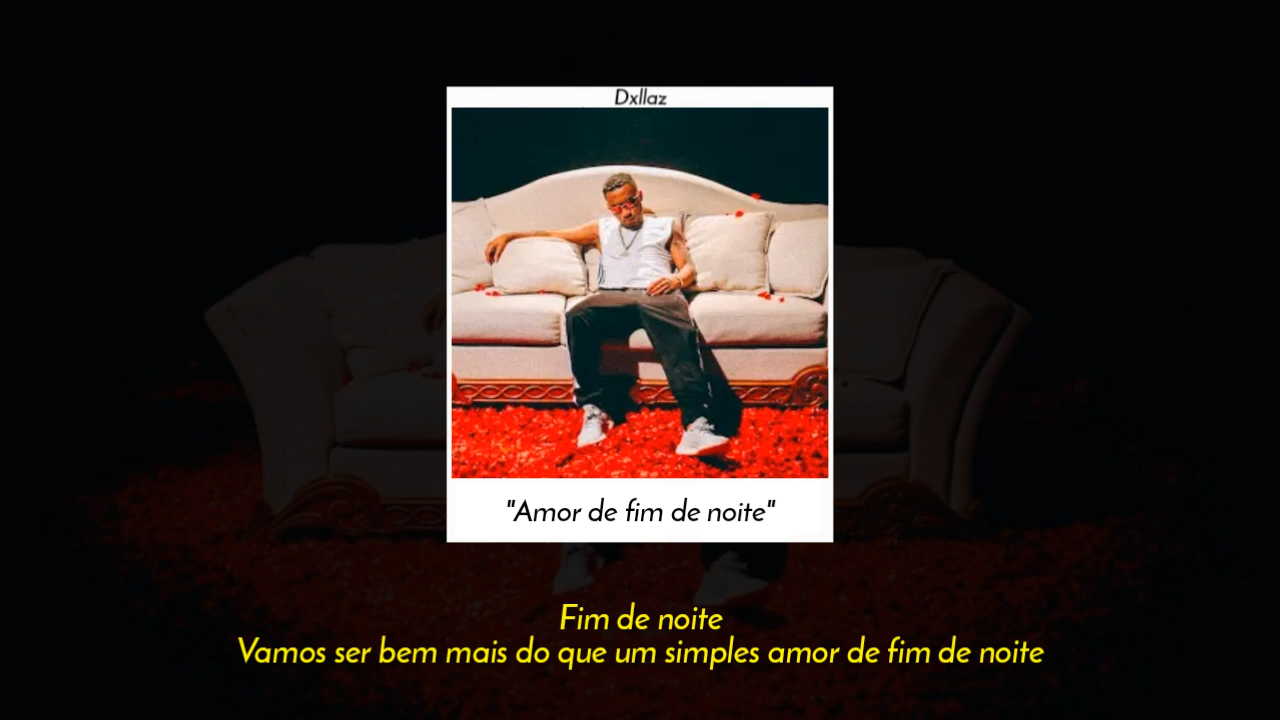 Dxllaz
"Amor de fim de noite"
Fim de noite
Vamos ser bem mais do que um simples amor de fim de noite